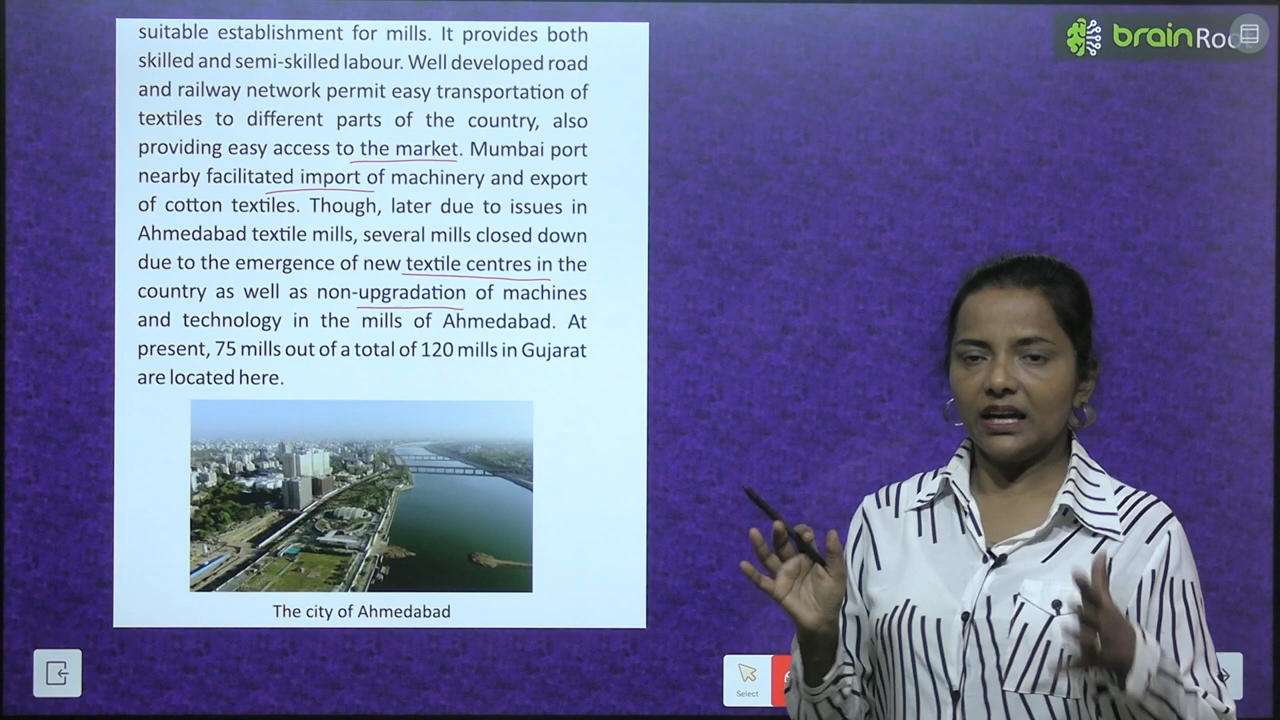 suitable establishment for mills. It provides both
skilled and semi-skilled labour. Well developed road
and railway network permit easy transportation of
textiles to different parts of the country, also
providing easy access to the market. Mumbai port
nearby facilitated import of machinery and export
of cotton textiles. Though, later due to issues in
Ahmedabad textile mills, several mills closed down
due to the emergence of new textile centres in the
country as well as non-upgradation of machines
and technology in the mills of Ahmedabad. At
present, 75 mills out of a total of 120 mills in Gujarat
are located here.
The city of Ahmedabad
brain
Select